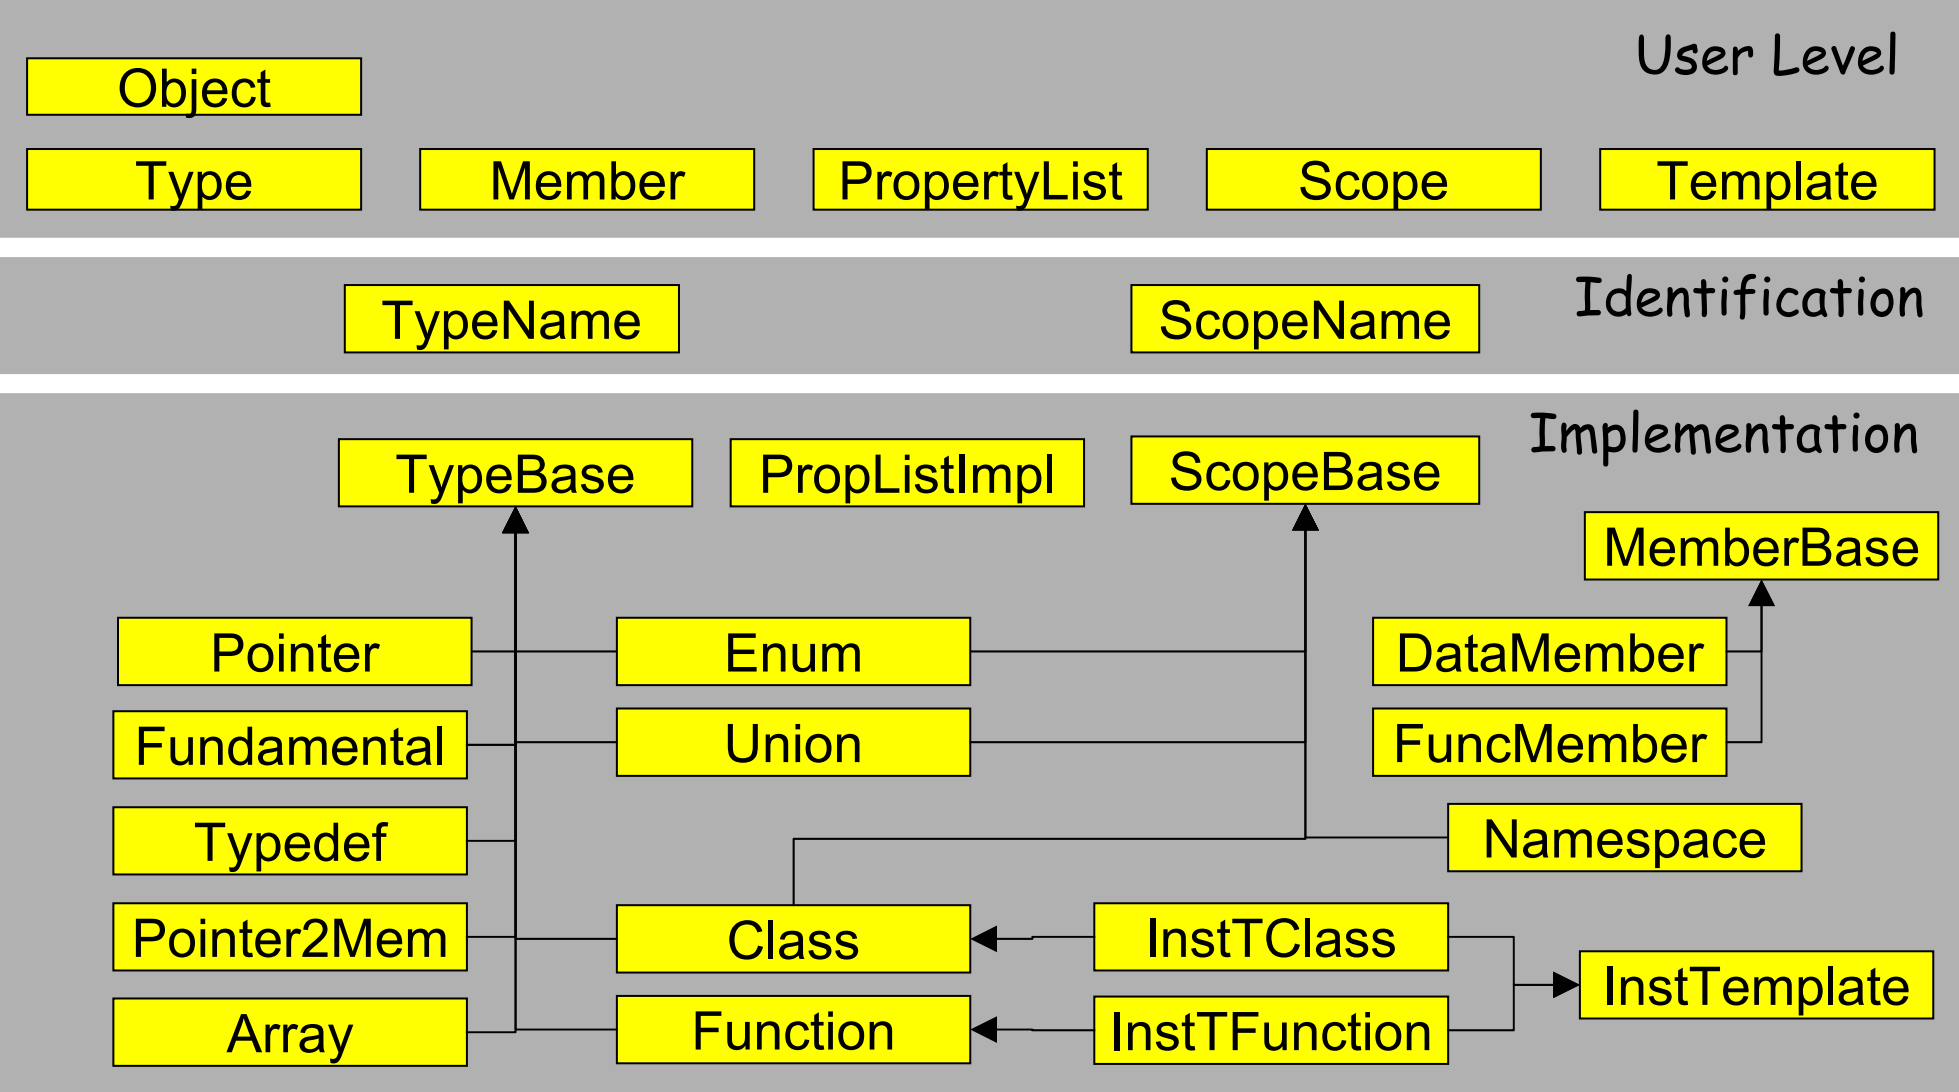 User Level
Object
Type
Member
PropertyList
Scope
Template
Identification
TypeName
ScopeName
Implementation
TypeBase
PropListImpl
ScopeBase
MemberBase
Pointer
Enum
DataMember
Fundamental
Union
FuncMember
Typedef
Namespace
Pointer2Mem
Class
InstTClass
InstTemplate
Array
Function
InstTFunction